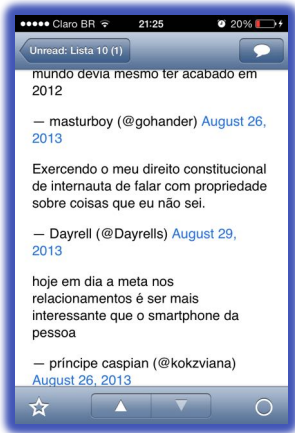 Claro BR 21:25 20%
Unread: Lista 10 (1)
mundo devia mesmo ter acabado em
2012
— masturboy (@gohander) August 26,
2013
Exercendo o meu direito constitucional
de internauta de falar com propriedade
sobre coisas que eu não sei.
— Dayrell (@Dayrells) August 29,
2013
hoje em dia a meta nos
relacionamentos é ser mais
interessante que o smartphone da
pessoa
— príncipe caspian (@kokzviana)
August 26, 2013